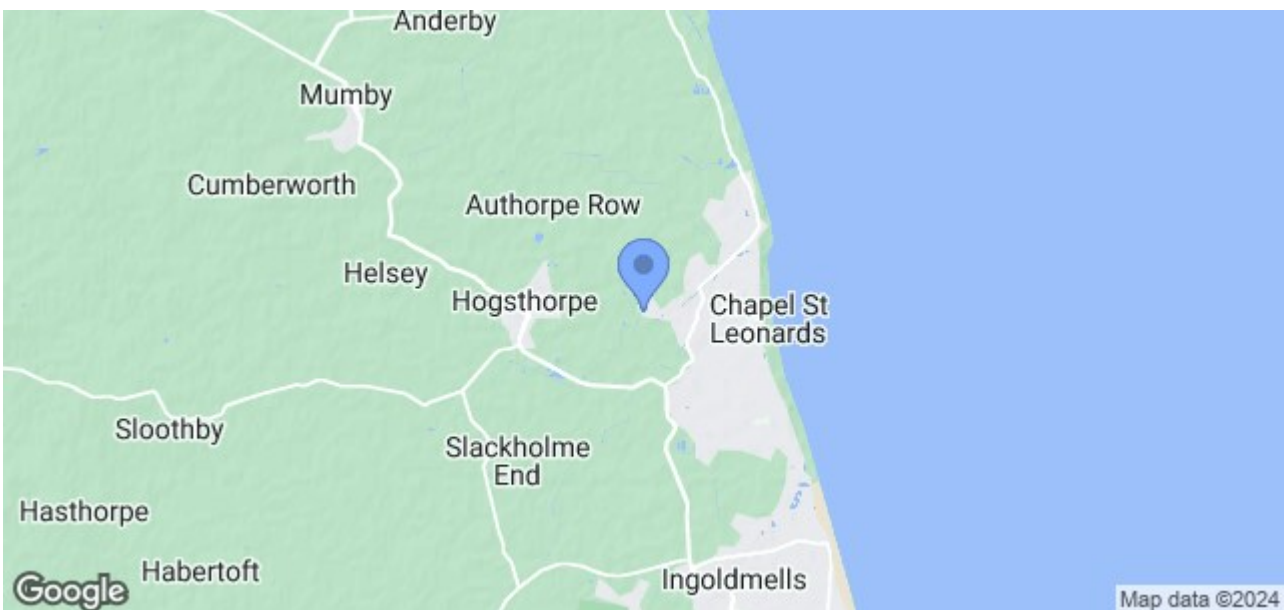 Anderby
Mumby
Cumberworth
Authorpe Row
Helsey
Hogsthorpe
Chapel St
Leonards
Sloothby
Slackholme
End
Hasthorpe
Habertoft
Ingoldmells
Google
Map data ©2024